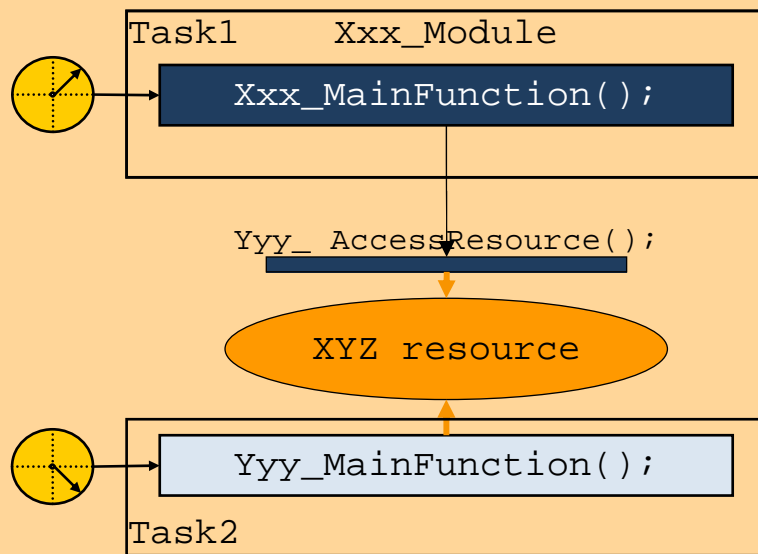 Task1 Xxx_Module
Xxx_MainFunction();
Yyy_ AccessResource();
XYZ resource
Yyy_MainFunction();
Task2